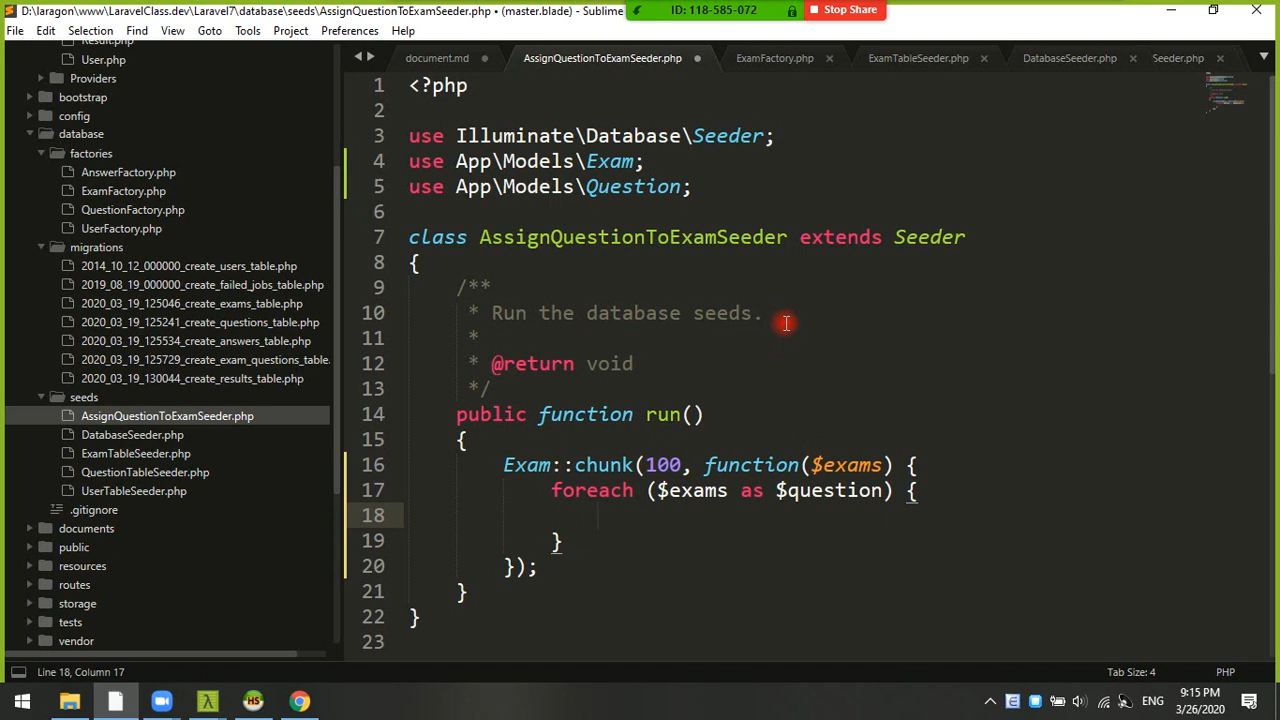 D:\laragon\www\LaravelClass.dev\Laravel7\database\seeds\AssignQuestionToExamSeeder.php • (master.blade) - Sublime
ID: 118-585-072
Stop Share
File Edit Selection Find View Goto Tools Project Preferences Help
Result.php
User.php
Providers
bootstrap
config
database
factories
AnswerFactory.php
ExamFactory.php
QuestionFactory.php
UserFactory.php
migrations
2014_10_12_000000_create_users_table.php
2019_08_19_000000_create_failed_jobs_table.php
2020_03_19_125046_create_exams_table.php
2020_03_19_125241_create_questions_table.php
2020_03_19_125534_create_answers_table.php
2020_03_19_125729_create_exam_questions_table.php
2020_03_19_130044_create_results_table.php
seeds
AssignQuestionToExamSeeder.php
DatabaseSeeder.php
ExamTableSeeder.php
QuestionTableSeeder.php
UserTableSeeder.php
.gitignore
documents
public
resources
routes
storage
tests
vendor
document.md AssignQuestionToExamSeeder.php ExamFactory.php ExamTableSeeder.php DatabaseSeeder.php Seeder.php
1 <?php
2
3 use Illuminate\Database\Seeder;
4 use App\Models\Exam;
5 use App\Models\Question;
6
7 class AssignQuestionToExamSeeder extends Seeder
8 {
9 /**
10 * Run the database seeds.
11 *
12 * @return void
13 */
14 public function run()
15 {
16 Exam::chunk(100, function($exams) {
17 foreach ($exams as $question) {
18
19 }
20 });
21 }
22 }
23
Line 18, Column 17
Tab Size: 4
PHP
ENG
9:15 PM
3/26/2020